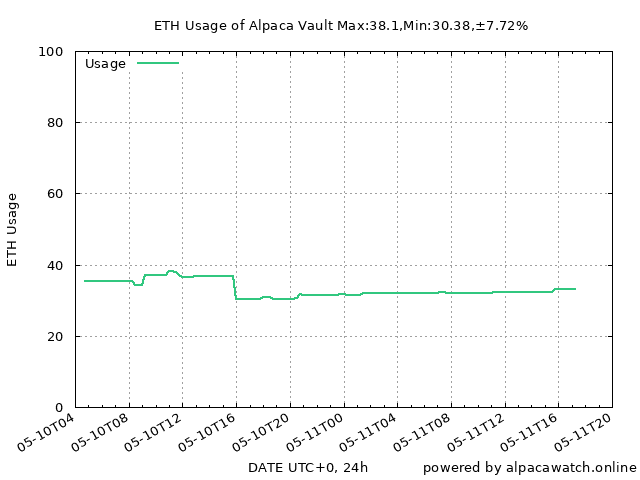 ETH Usage of Alpaca Vault Max:38.1,Min:30.38,±7.72%
Usage
100
80
60
40
20
0
ETH Usage
05-10T04 05-10T08 05-10T12 05-10T16 05-10T20 05-11T00 05-11T04 05-11T08 05-11T12 05-11T16 05-11T20
DATE UTC+0, 24h
powered by alpacawatch.online